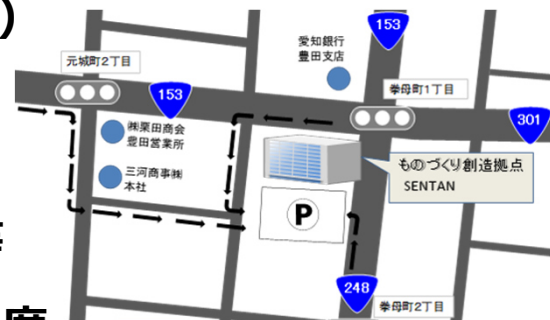 )
153
愛知銀行
豊田支店
元城町2丁目
153
拳母町1丁目
301
㈱栗田商会
豊田営業所
三河商事㈱
本社
ものづくり創造拠点
SENTAN
P
248
拳母町2丁目